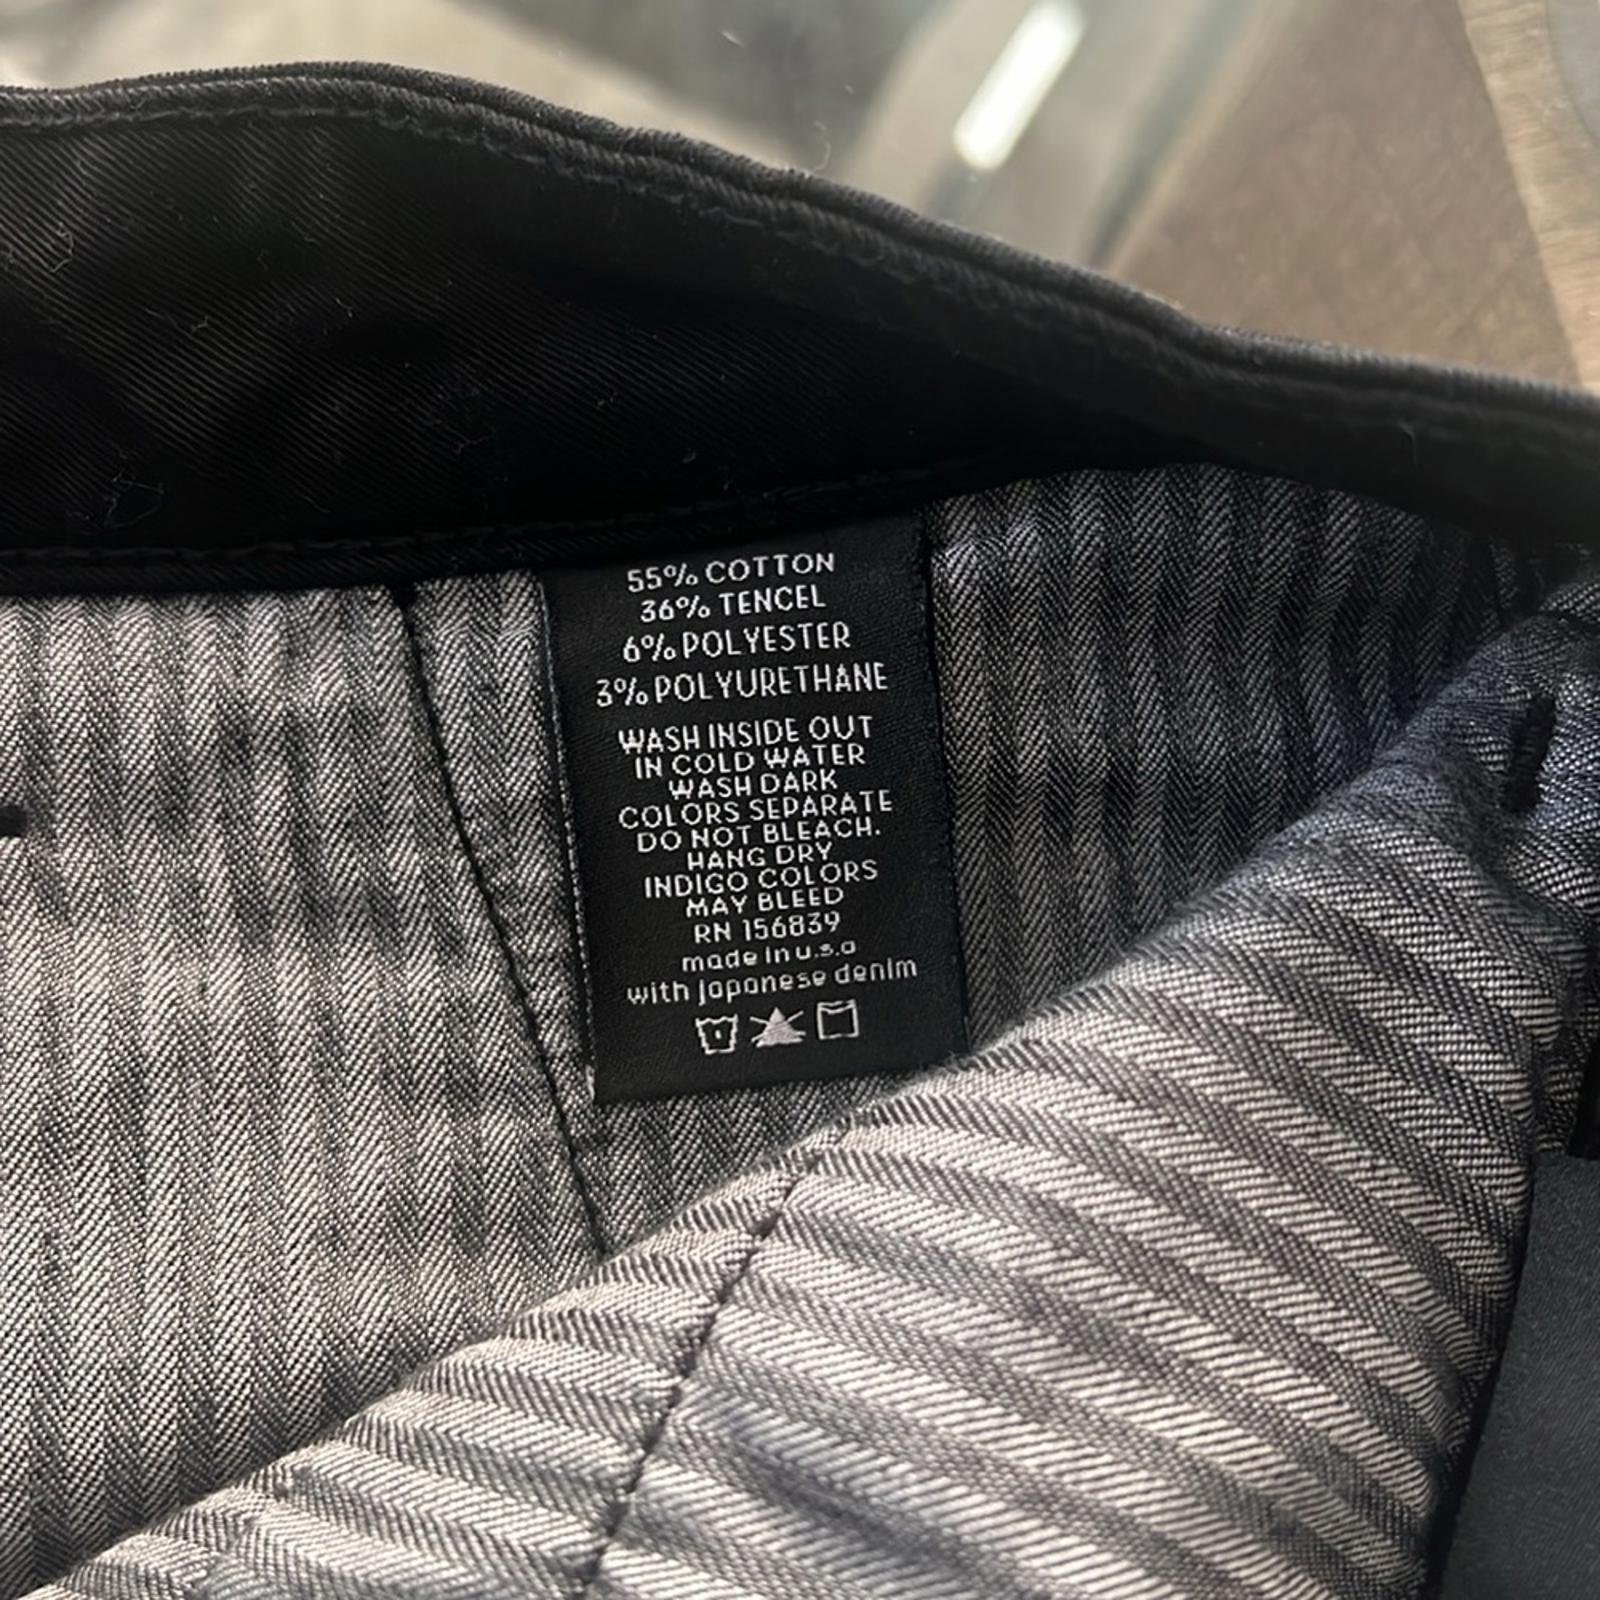 55% COTTON
36% TENCEL
6% POLYESTER
3% POLYURETHANE
WASH INSIDE OUT
IN COLD WATER
WASH DARK
COLORS SEPARATE
DO NOT BLEACH.
HANG DRY
INDIGO COLORS
MAY BLEED
RN 156839
made in u.s.a
with japanese denim